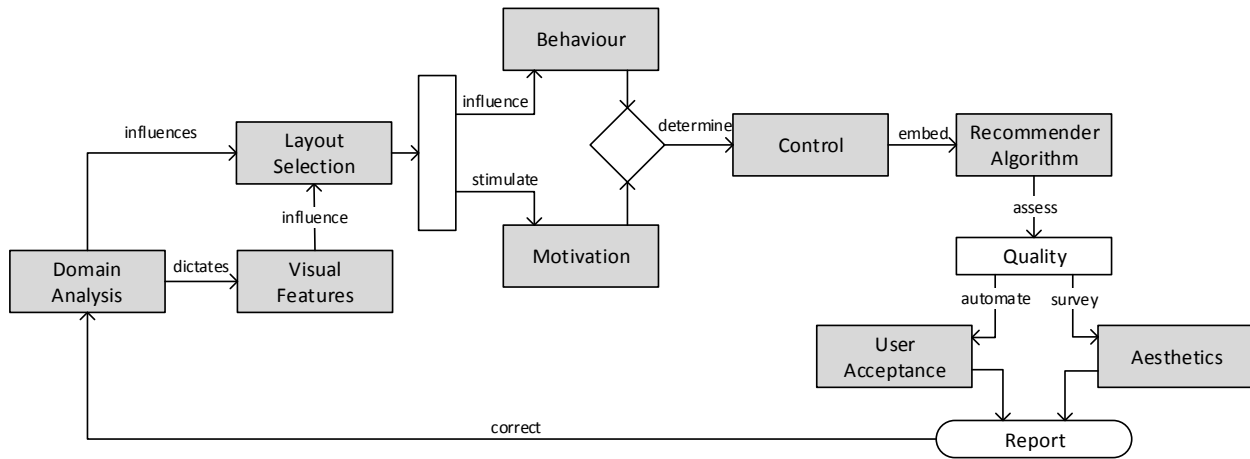 Behaviour
influence
influences
Layout
Selection
determine
Control
embed
Recommender
Algorithm
stimulate
influence
assess
Motivation
Quality
Domain
Analysis
dictates
Visual
Features
automate
survey
User
Acceptance
Aesthetics
correct
Report